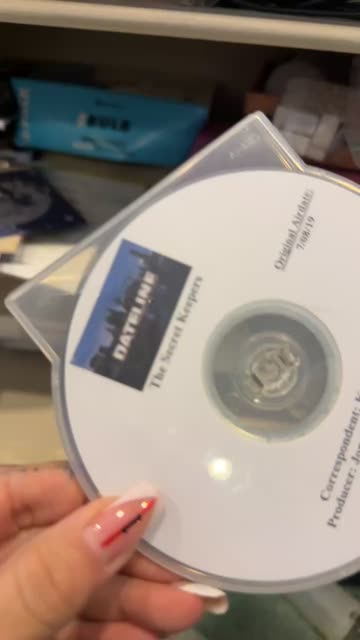 DATELINE
The Secret Keepers
Original Airdate:
7/08/19
Correspondent:
Producer: